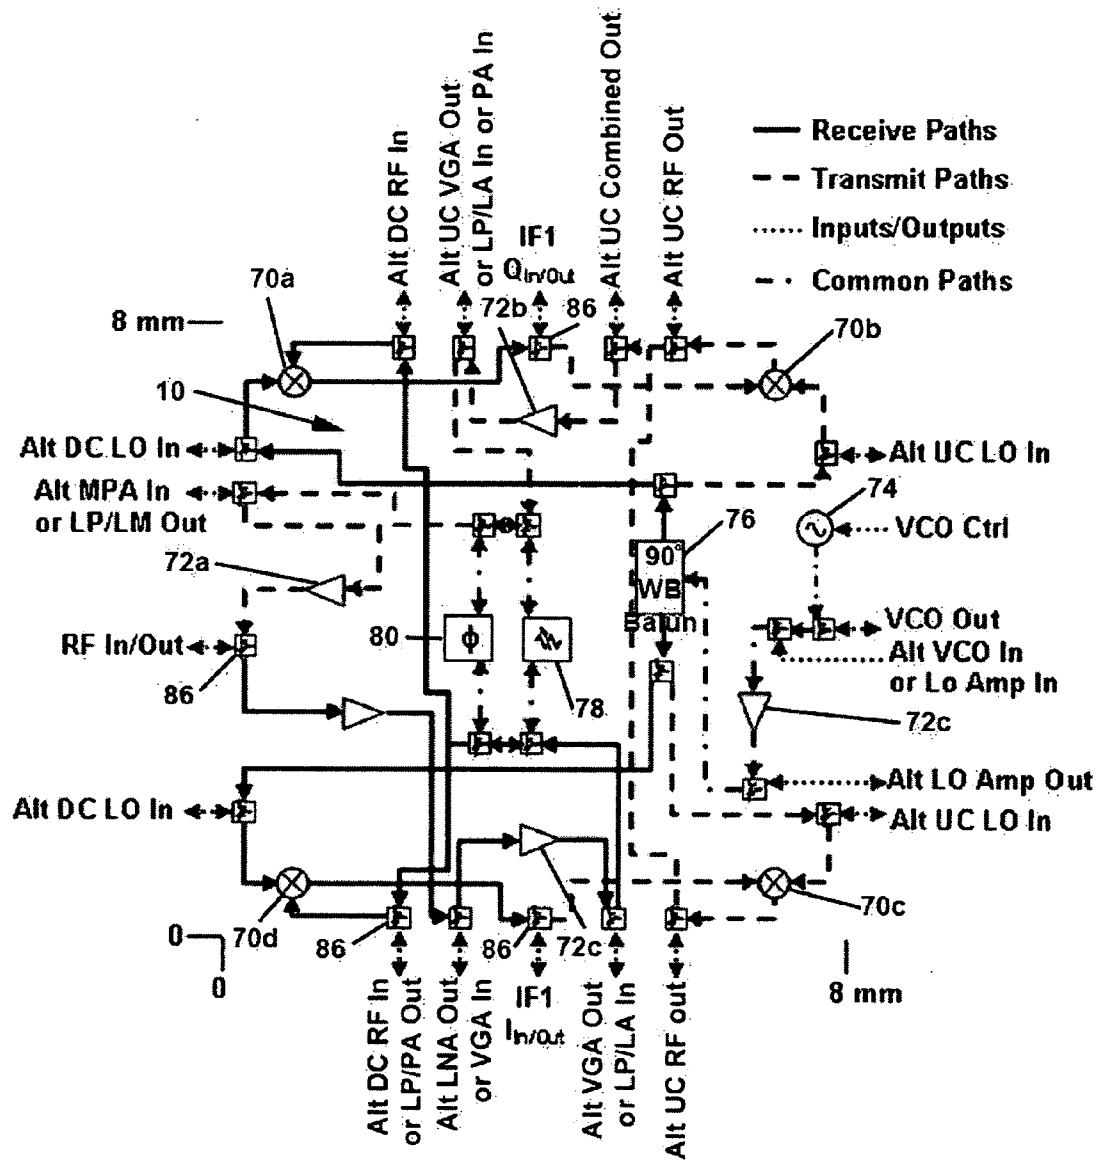 Alt DC RF In
Alt UC VGA Out
or LP/LA In or PA In
IF1
QIn/Out
Alt UC Combined Out
Alt UC RF Out
Receive Paths
Transmit Paths
Inputs/Outputs
Common Paths
70a
72b
86
70b
8 mm
10
Alt DC LO In
Alt UC LO In
Alt MPA In
or LP/LM Out
74
76
VCO Ctrl
72a
90°
WB
Balun
80
ϕ
RF In/Out
VCO Out
Alt VCO In
or Lo Amp In
86
78
72c
Alt LO Amp Out
Alt DC LO In
Alt UC LO In
70d
86
86
72c
70c
0
0
8 mm
Alt DC RF In
or LP/PA Out
Alt LNA Out
or VGA In
IF1
IIn/Out
Alt VGA Out
or LP/LA In
Alt UC RF out